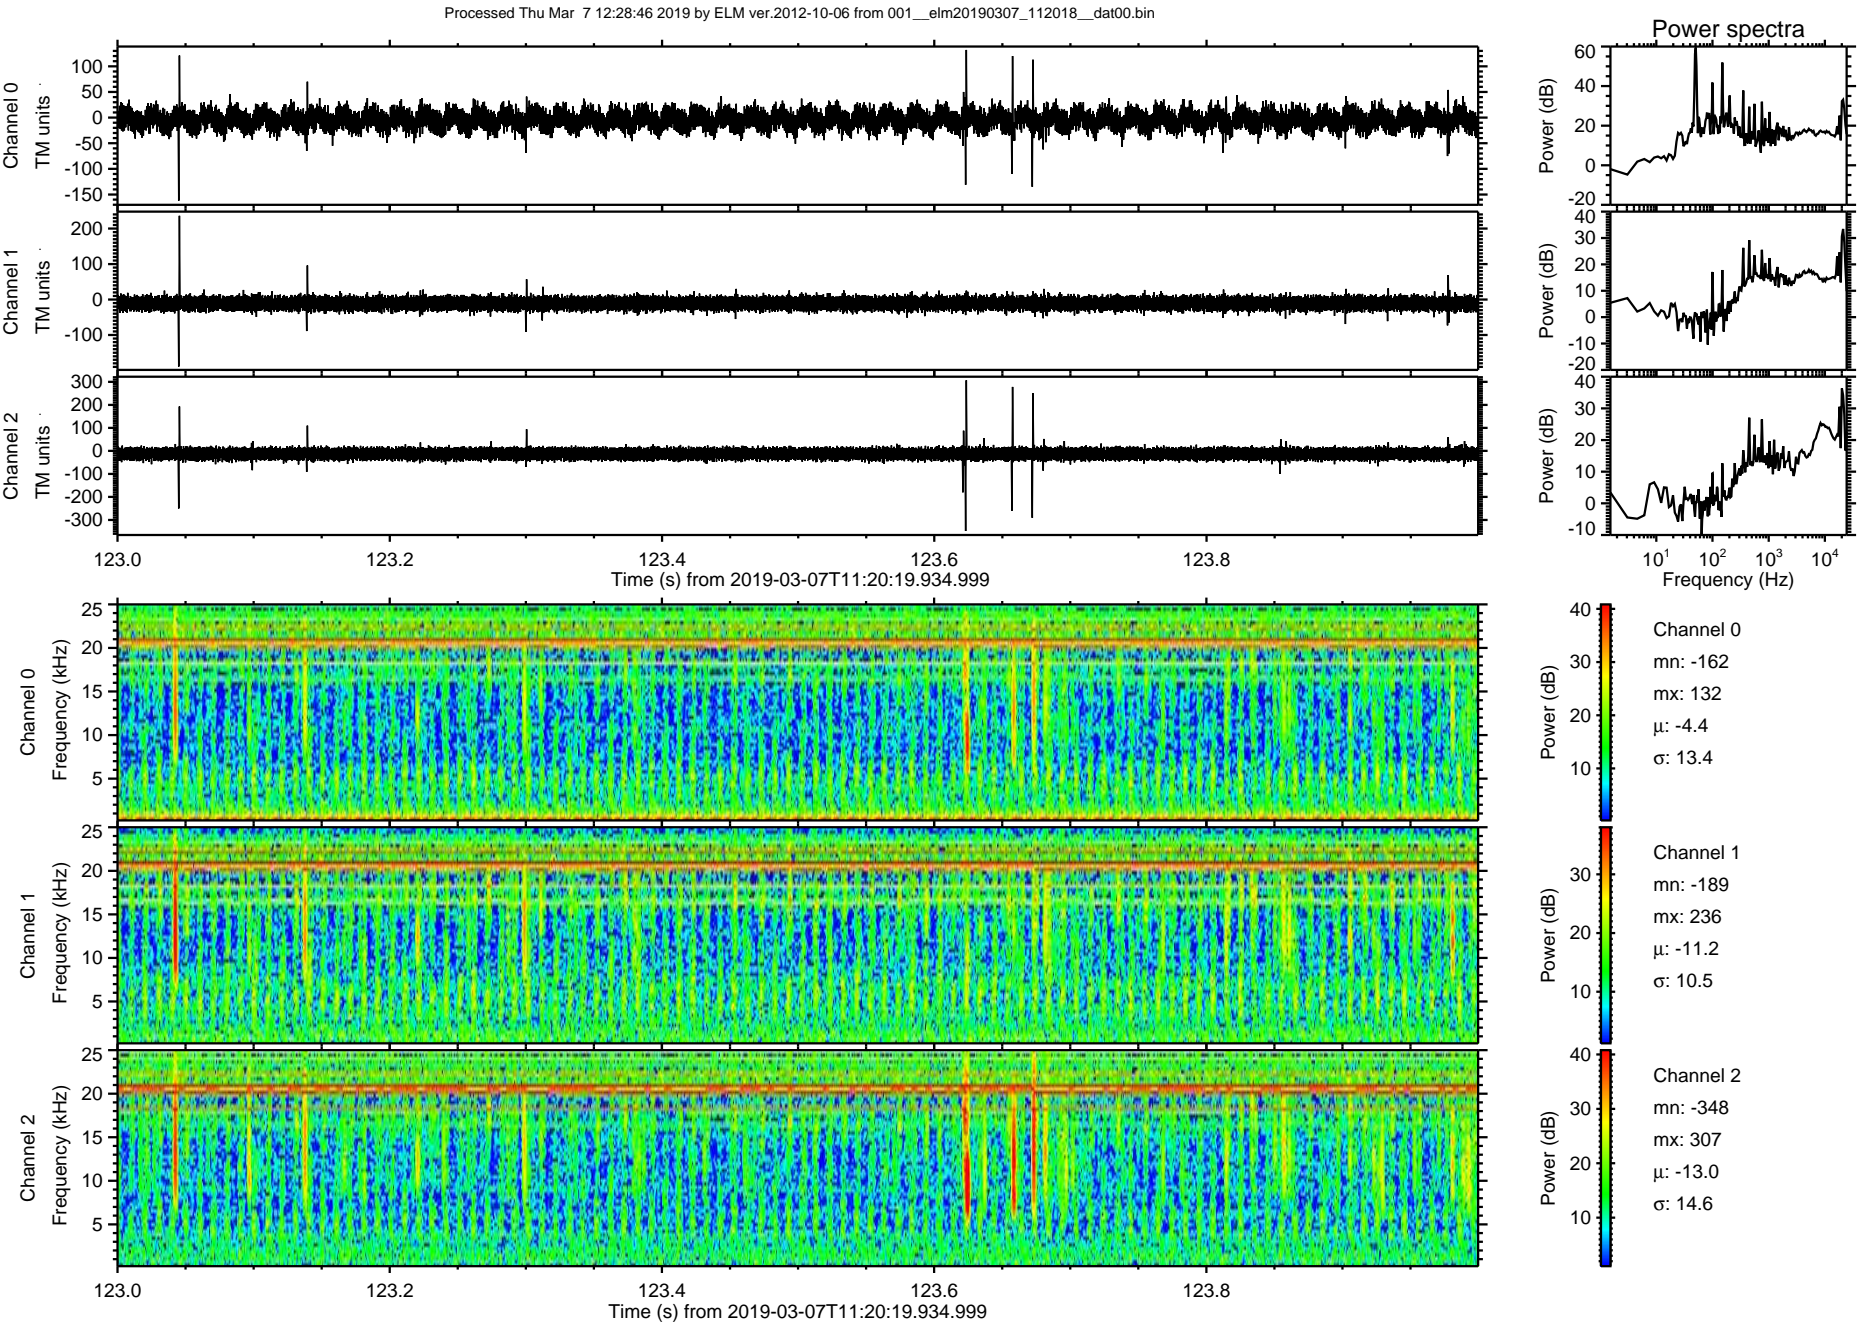 Processed Thu Mar  7 12:28:46 2019 by ELM ver.2012-10-06 from 001__elm20190307_112018__dat00.bin
Power spectra
Channel 0
TM units
100
50
0
-50
-100
-150
Power (dB)
60
40
20
0
-20
Channel 1
TM units
200
100
0
-100
Power (dB)
40
30
20
10
0
-10
-20
Channel 2
TM units
300
200
100
0
-100
-200
-300
Power (dB)
40
30
20
10
0
-10
123.0 123.2 123.4 123.6 123.8
Time (s) from 2019-03-07T11:20:19.934.999
10¹ 10² 10³ 10⁴
Frequency (Hz)
Channel 0
Frequency (kHz)
25
20
15
10
5
Power (dB)
40
30
20
10
Channel 0
mn: -162
mx: 132
μ: -4.4
σ: 13.4
Channel 1
Frequency (kHz)
25
20
15
10
5
Power (dB)
30
20
10
Channel 1
mn: -189
mx: 236
μ: -11.2
σ: 10.5
Channel 2
Frequency (kHz)
25
20
15
10
5
Power (dB)
40
30
20
10
Channel 2
mn: -348
mx: 307
μ: -13.0
σ: 14.6
123.0 123.2 123.4 123.6 123.8
Time (s) from 2019-03-07T11:20:19.934.999